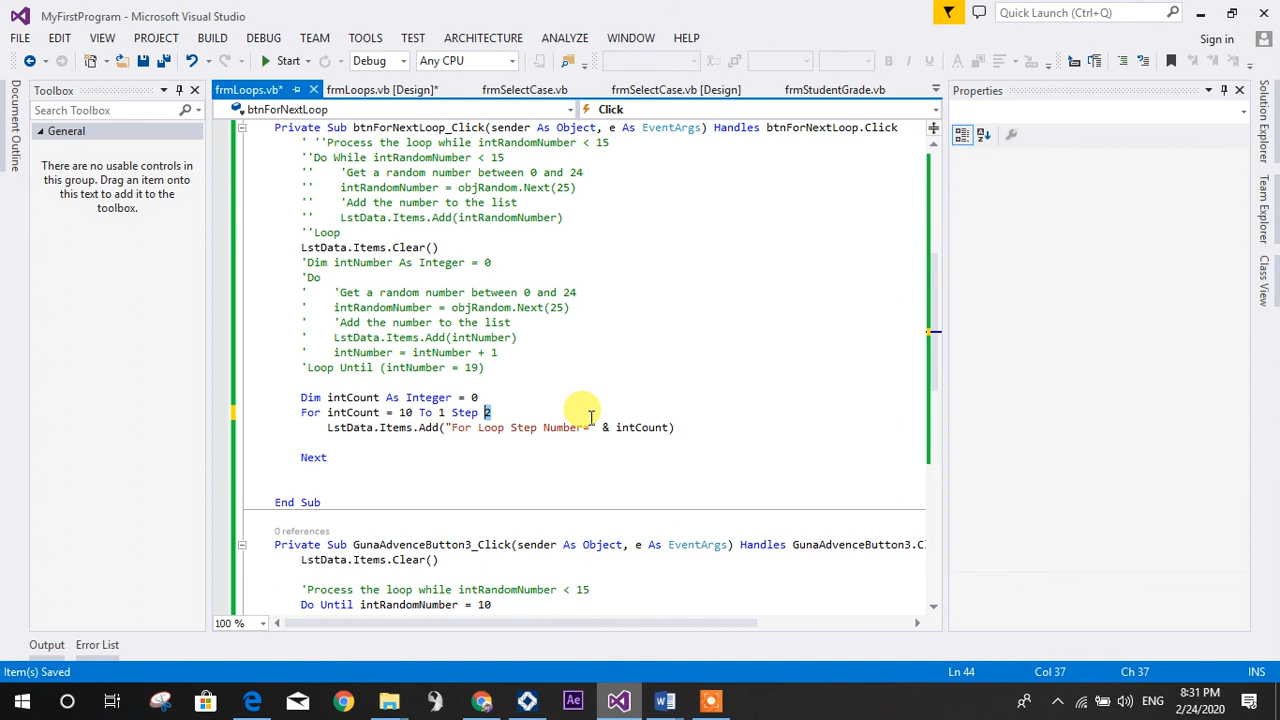 MyFirstProgram - Microsoft Visual Studio
Quick Launch (Ctrl+Q)
FILE EDIT VIEW PROJECT BUILD DEBUG TEAM TOOLS TEST ARCHITECTURE ANALYZE WINDOW HELP
Sign in
Start Debug Any CPU
Document Outline
Toolbox
Search Toolbox
General
There are no usable controls in
this group. Drag an item onto
this text to add it to the
toolbox.
frmLoops.vb* frmLoops.vb [Design]* frmSelectCase.vb frmSelectCase.vb [Design] frmStudentGrade.vb
btnForNextLoop Click
Private Sub btnForNextLoop_Click(sender As Object, e As EventArgs) Handles btnForNextLoop.Click
' ''Process the loop while intRandomNumber < 15
''Do While intRandomNumber < 15
'' 'Get a random number between 0 and 24
'' intRandomNumber = objRandom.Next(25)
'' 'Add the number to the list
'' LstData.Items.Add(intRandomNumber)
''Loop
LstData.Items.Clear()
'Dim intNumber As Integer = 0
'Do
' 'Get a random number between 0 and 24
' intRandomNumber = objRandom.Next(25)
' 'Add the number to the list
' LstData.Items.Add(intNumber)
' intNumber = intNumber + 1
'Loop Until (intNumber = 19)
Dim intCount As Integer = 0
For intCount = 10 To 1 Step 2
LstData.Items.Add("For Loop Step Number=" & intCount)
Next
End Sub
0 references
Private Sub GunaAdvenceButton3_Click(sender As Object, e As EventArgs) Handles GunaAdvenceButton3.Cl
LstData.Items.Clear()
'Process the loop while intRandomNumber < 15
Do Until intRandomNumber = 10
100 %
Properties
Solution Explorer
Team Explorer
Class View
Output Error List
Item(s) Saved Ln 44 Col 37 Ch 37 INS
Ae
ENG
8:31 PM
2/24/2020